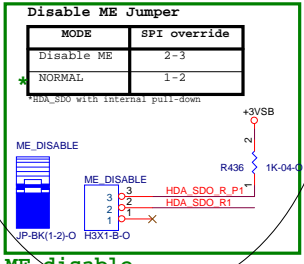 Disable ME Jumper
MODE SPI override
Disable ME 2-3
* NORMAL 1-2
*HDA_SDO with internal pull-down
+3VSB
ME_DISABLE
2
R436 1K-04-O
ME_DISABLE
1
3 3 HDA_SDO_R_P1
2 2 HDA_SDO_R1
1 1
JP-BK(1-2)-O H3X1-B-O
ME disable